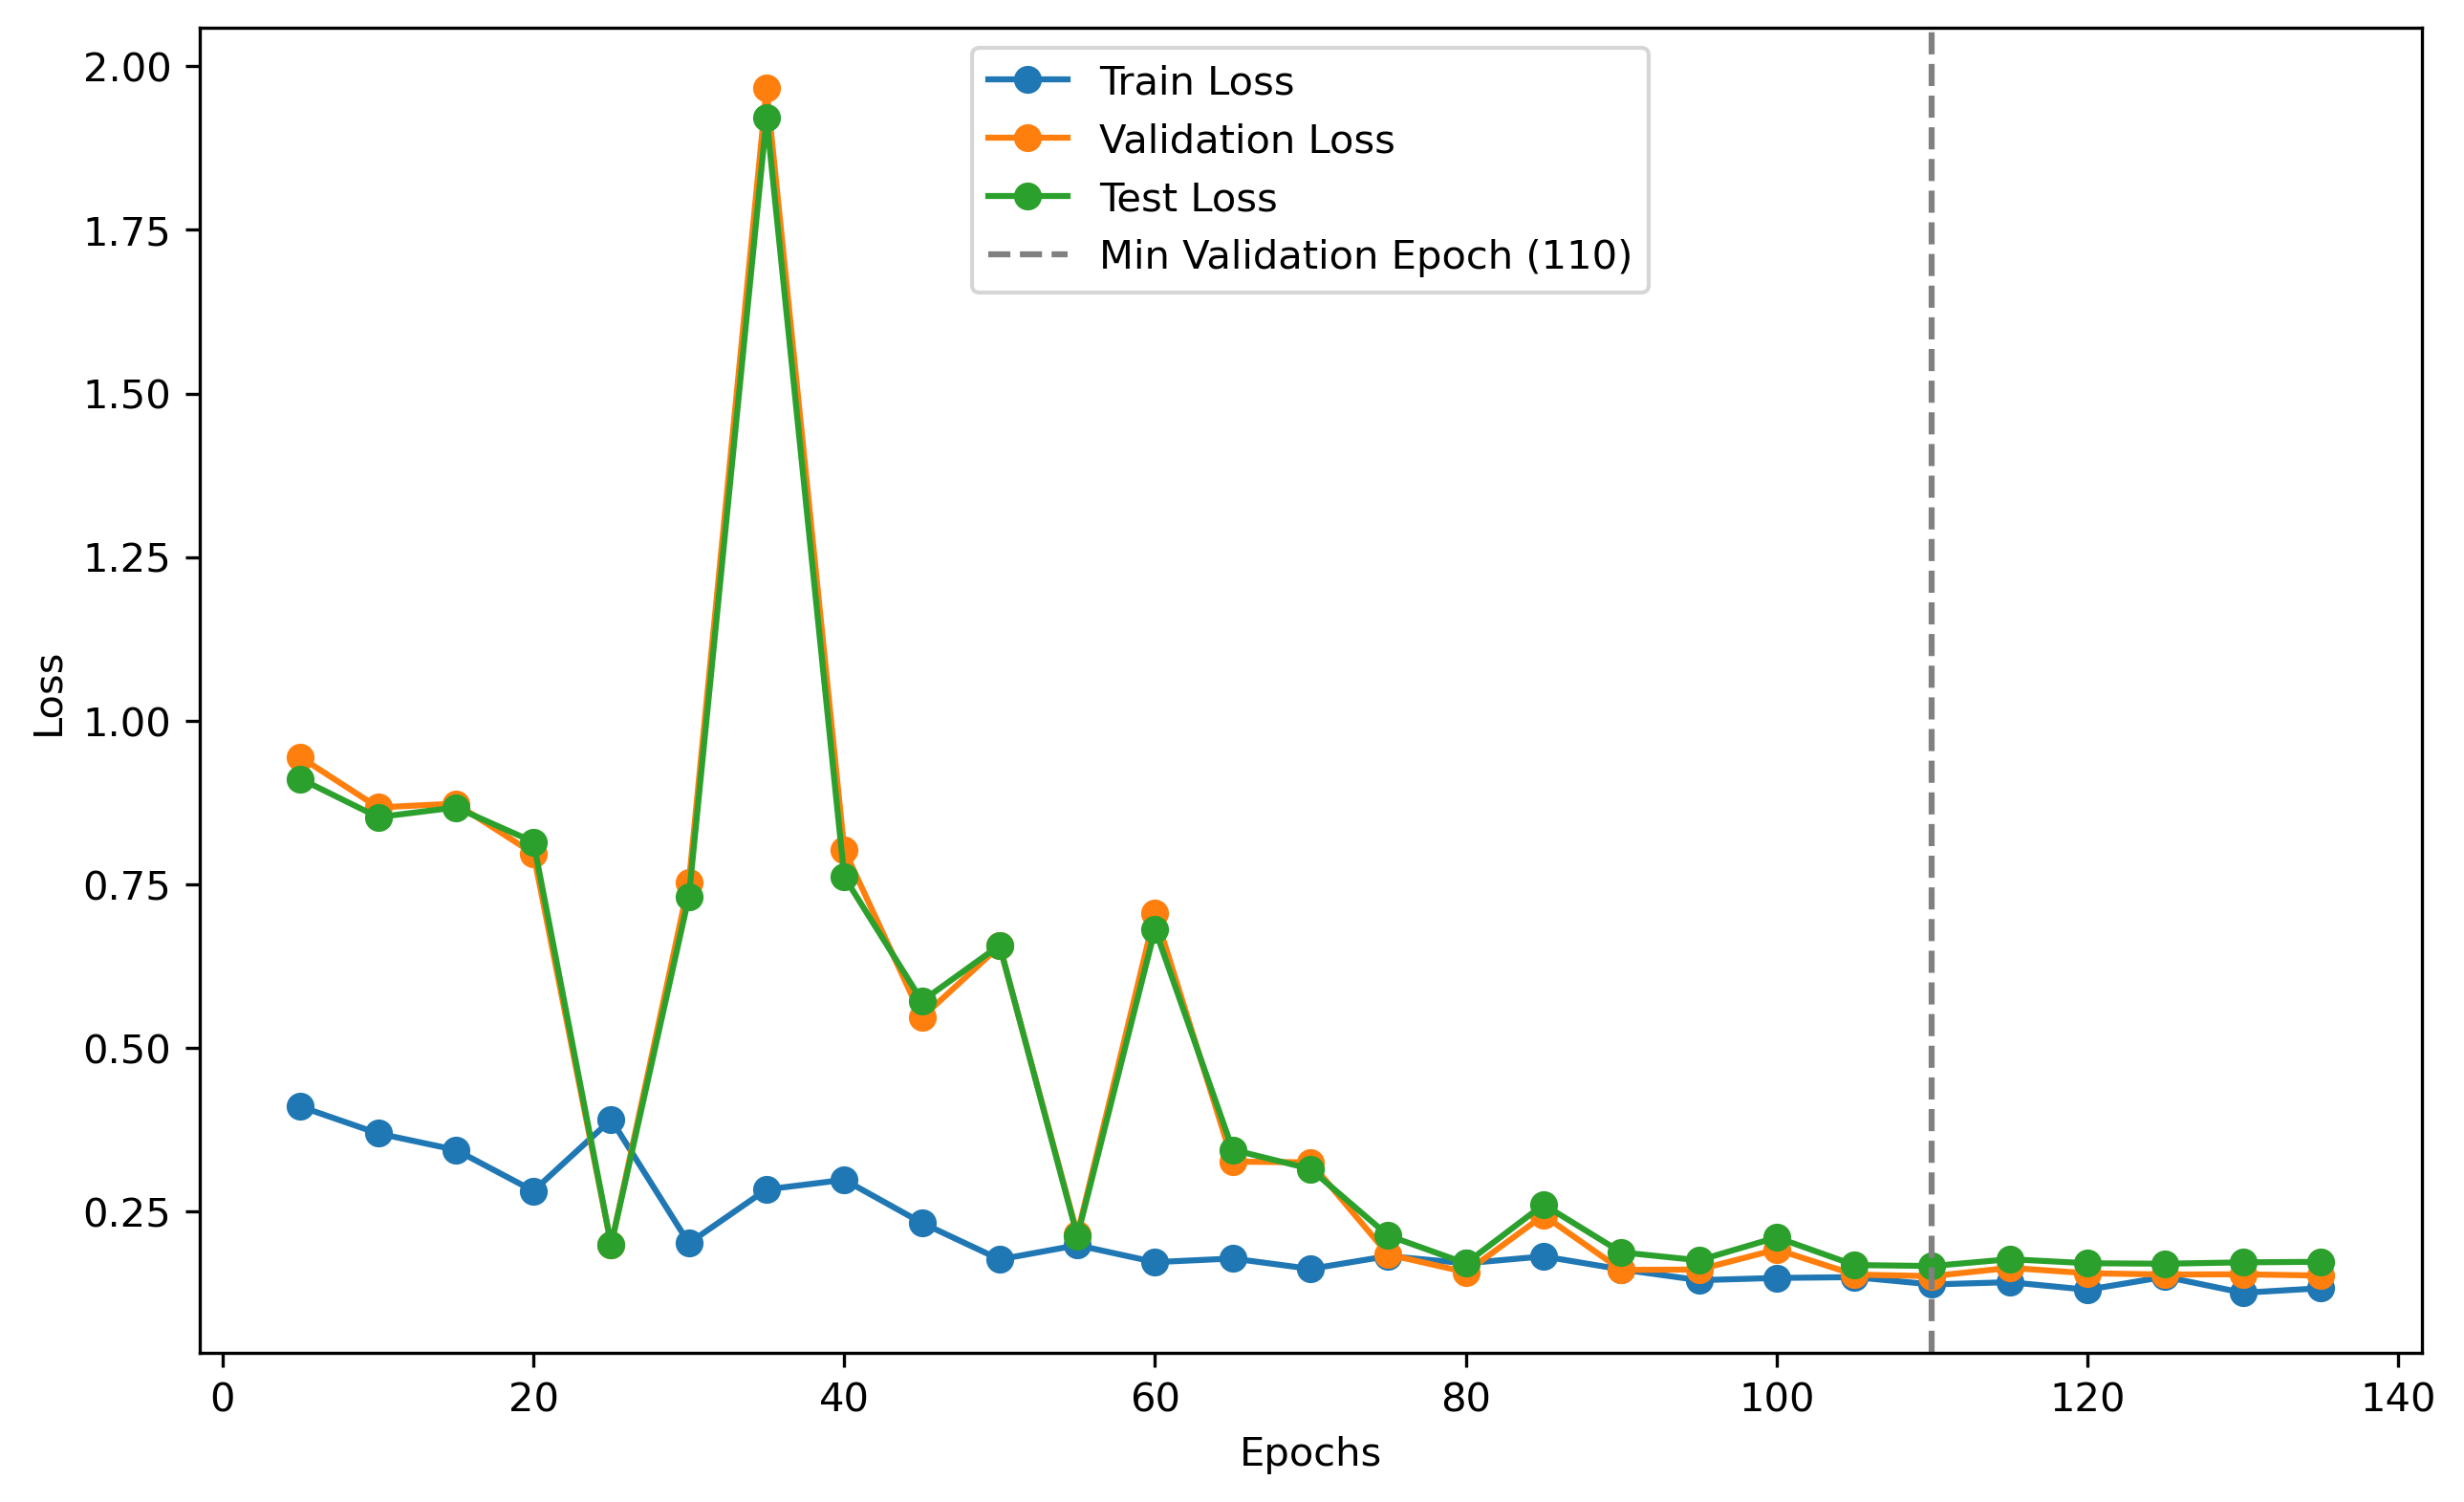 2.00
1.75
1.50
1.25
1.00
0.75
0.50
0.25
Loss
Train Loss
Validation Loss
Test Loss
Min Validation Epoch (110)
0 20 40 60 80 100 120 140
Epochs